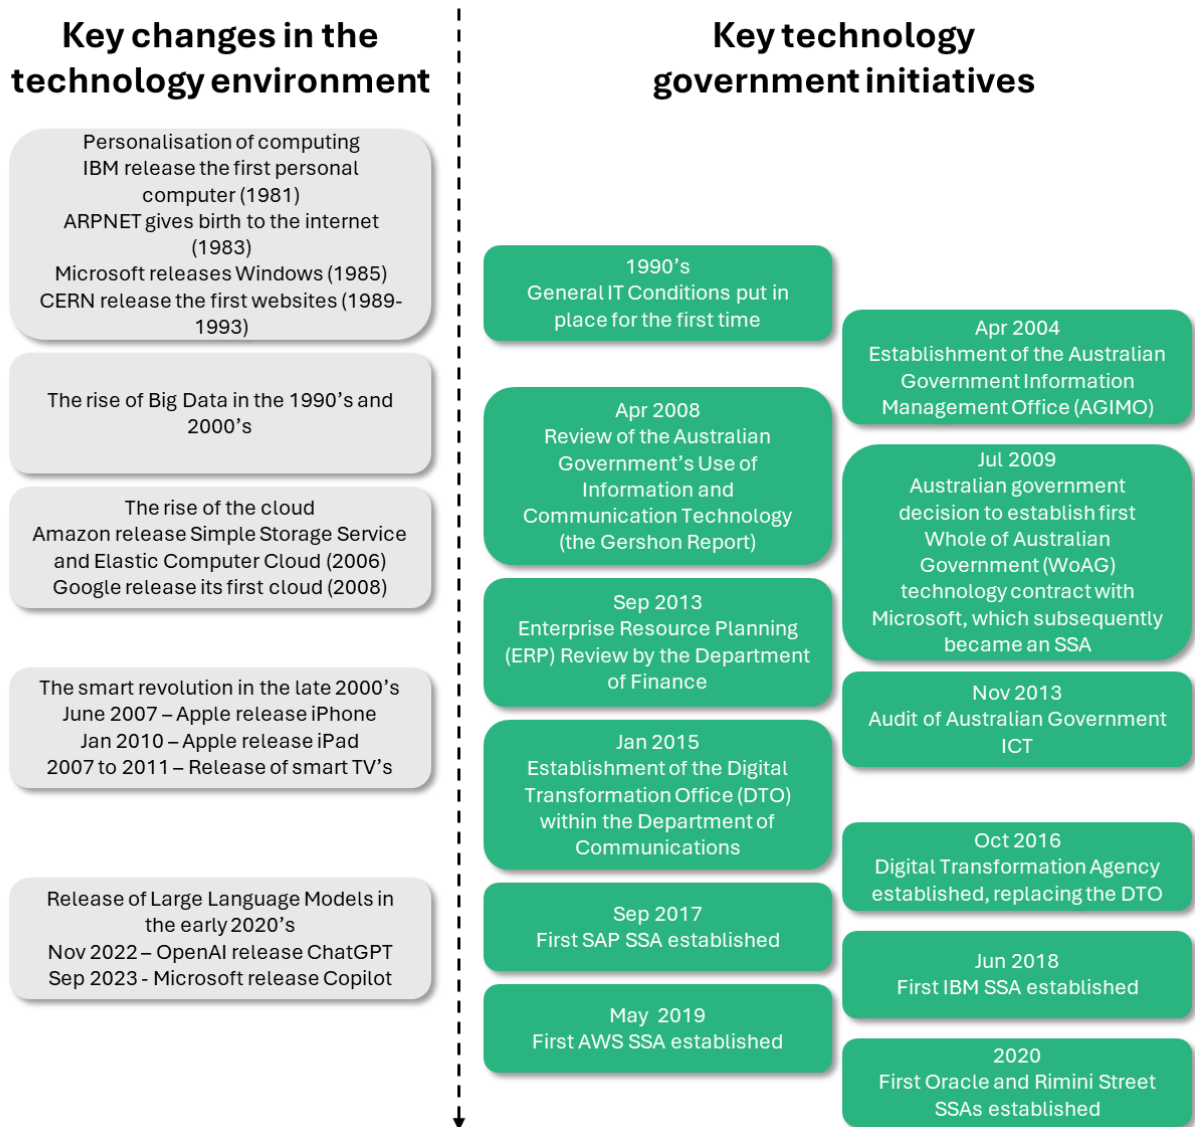 Key changes in the
technology environment
Personalisation of computing
IBM release the first personal
computer (1981)
ARPNET gives birth to the internet
(1983)
Microsoft releases Windows (1985)
CERN release the first websites (1989-
1993)
The rise of Big Data in the 1990’s and
2000’s
The rise of the cloud
Amazon release Simple Storage Service
and Elastic Computer Cloud (2006)
Google release its first cloud (2008)
The smart revolution in the late 2000’s
June 2007 – Apple release iPhone
Jan 2010 – Apple release iPad
2007 to 2011 – Release of smart TV’s
Release of Large Language Models in
the early 2020’s
Nov 2022 – OpenAI release ChatGPT
Sep 2023 - Microsoft release Copilot
Key technology
government initiatives
1990’s
General IT Conditions put in
place for the first time
Apr 2004
Establishment of the Australian
Government Information
Management Office (AGIMO)
Apr 2008
Review of the Australian
Government’s Use of
Information and
Communication Technology
(the Gershon Report)
Jul 2009
Australian government
decision to establish first
Whole of Australian
Government (WoAG)
technology contract with
Microsoft, which subsequently
became an SSA
Sep 2013
Enterprise Resource Planning
(ERP) Review by the Department
of Finance
Nov 2013
Audit of Australian Government
ICT
Jan 2015
Establishment of the Digital
Transformation Office (DTO)
within the Department of
Communications
Oct 2016
Digital Transformation Agency
established, replacing the DTO
Sep 2017
First SAP SSA established
Jun 2018
First IBM SSA established
May 2019
First AWS SSA established
2020
First Oracle and Rimini Street
SSAs established